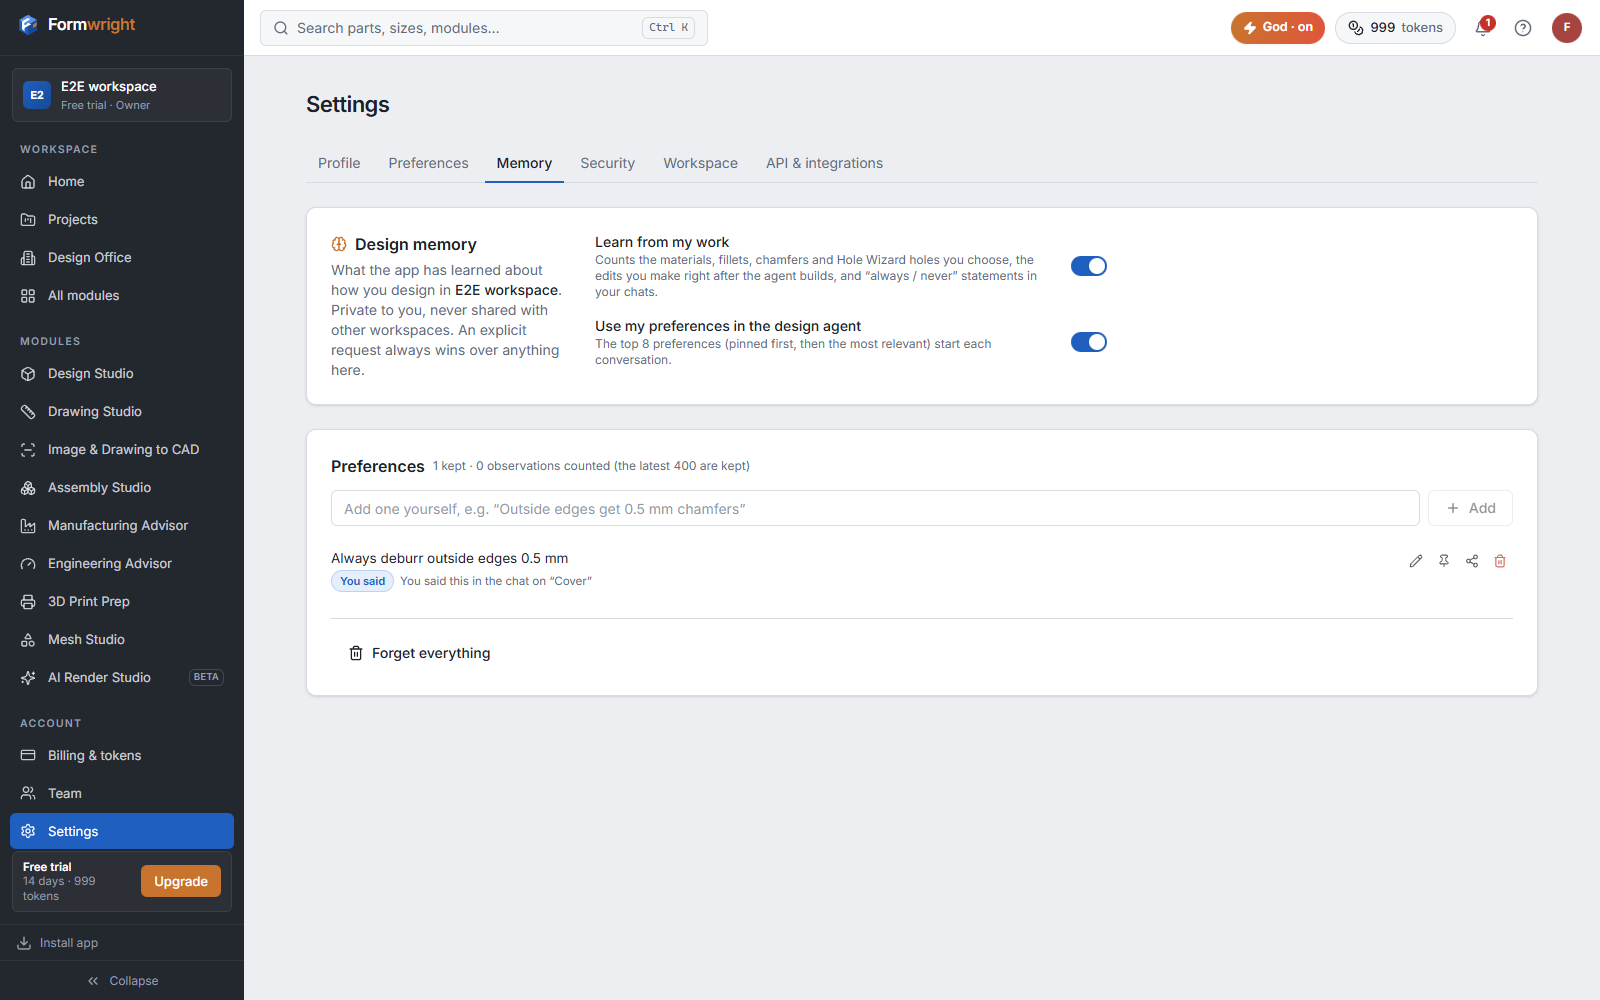 Formwright
Search parts, sizes, modules...
Ctrl K
God · on
999 tokens
1
F
E2
E2E workspace
Free trial · Owner
WORKSPACE
Home
Projects
Design Office
All modules
MODULES
Design Studio
Drawing Studio
Image & Drawing to CAD
Assembly Studio
Manufacturing Advisor
Engineering Advisor
3D Print Prep
Mesh Studio
AI Render Studio
BETA
ACCOUNT
Billing & tokens
Team
Settings
Free trial
14 days · 999
tokens
Upgrade
Install app
Collapse
Settings
Profile
Preferences
Memory
Security
Workspace
API & integrations
Design memory
What the app has learned about
how you design in E2E workspace.
Private to you, never shared with
other workspaces. An explicit
request always wins over anything
here.
Learn from my work
Counts the materials, fillets, chamfers and Hole Wizard holes you choose, the
edits you make right after the agent builds, and “always / never” statements in
your chats.
Use my preferences in the design agent
The top 8 preferences (pinned first, then the most relevant) start each
conversation.
Preferences 1 kept · 0 observations counted (the latest 400 are kept)
Add one yourself, e.g. “Outside edges get 0.5 mm chamfers”
Add
Always deburr outside edges 0.5 mm
You said You said this in the chat on “Cover”
Forget everything